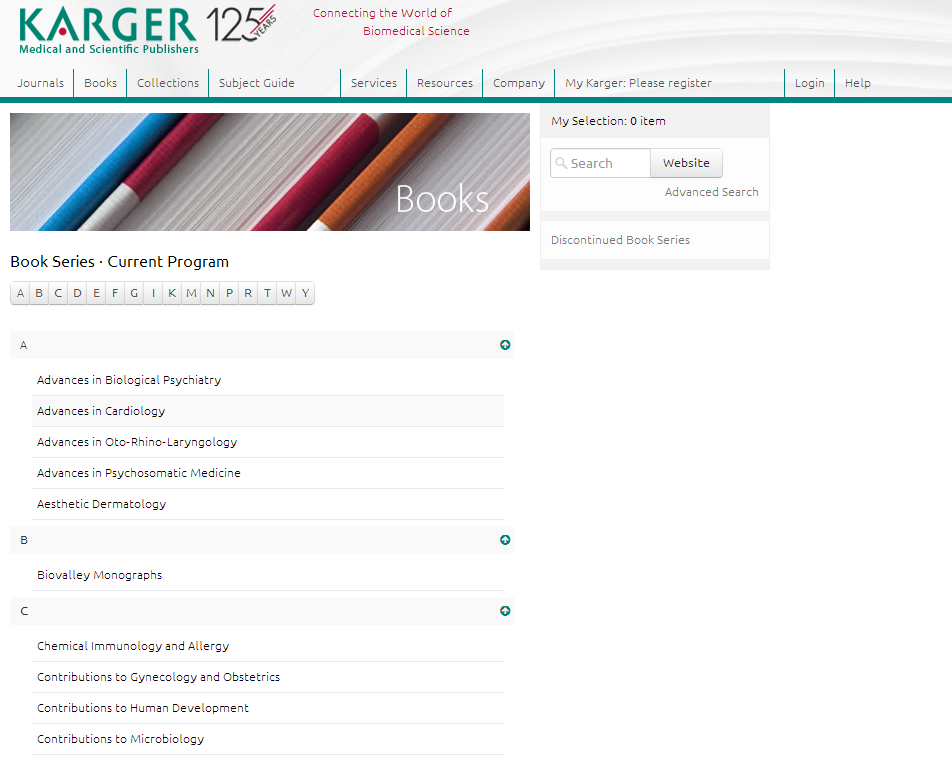 KARGER 125 YEARS
Medical and Scientific Publishers
Connecting the World of
Biomedical Science
Journals Books Collections Subject Guide Services Resources Company My Karger: Please register Login Help
Books
My Selection: 0 item
Search Website
Advanced Search
Discontinued Book Series
Book Series · Current Program
A B C D E F G I K M N P R T W Y
A
Advances in Biological Psychiatry
Advances in Cardiology
Advances in Oto-Rhino-Laryngology
Advances in Psychosomatic Medicine
Aesthetic Dermatology
B
Biovalley Monographs
C
Chemical Immunology and Allergy
Contributions to Gynecology and Obstetrics
Contributions to Human Development
Contributions to Microbiology